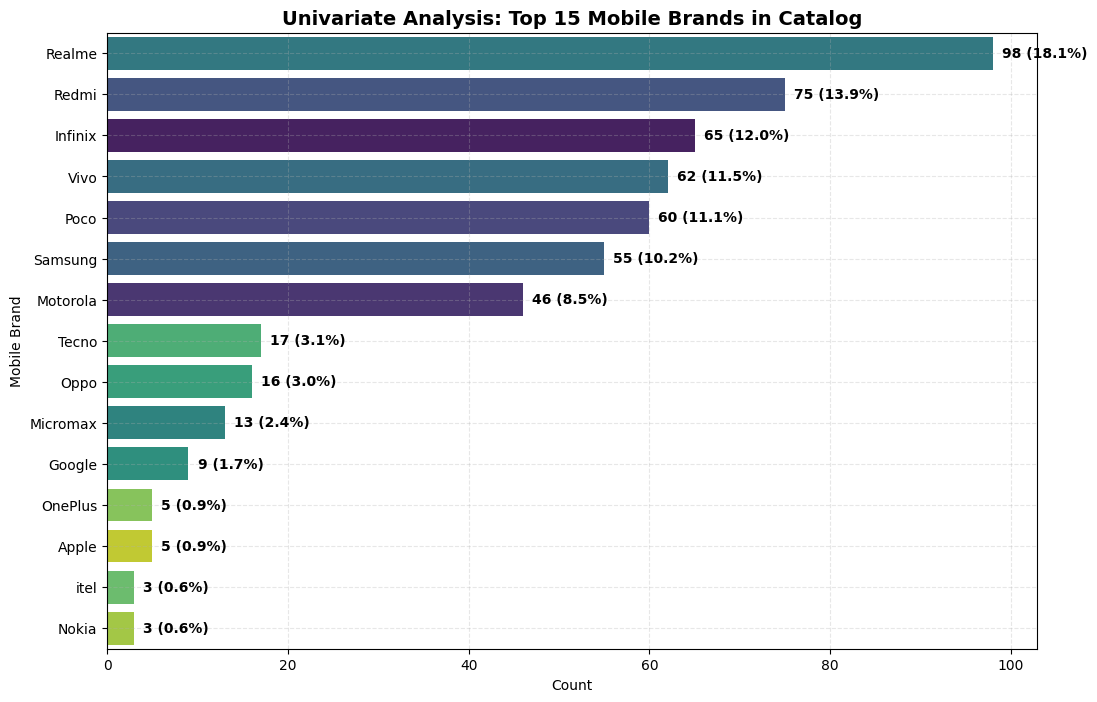 Univariate Analysis: Top 15 Mobile Brands in Catalog
Mobile Brand
Realme 98 (18.1%)
Redmi 75 (13.9%)
Infinix 65 (12.0%)
Vivo 62 (11.5%)
Poco 60 (11.1%)
Samsung 55 (10.2%)
Motorola 46 (8.5%)
Tecno 17 (3.1%)
Oppo 16 (3.0%)
Micromax 13 (2.4%)
Google 9 (1.7%)
OnePlus 5 (0.9%)
Apple 5 (0.9%)
itel 3 (0.6%)
Nokia 3 (0.6%)
0 20 40 60 80 100
Count